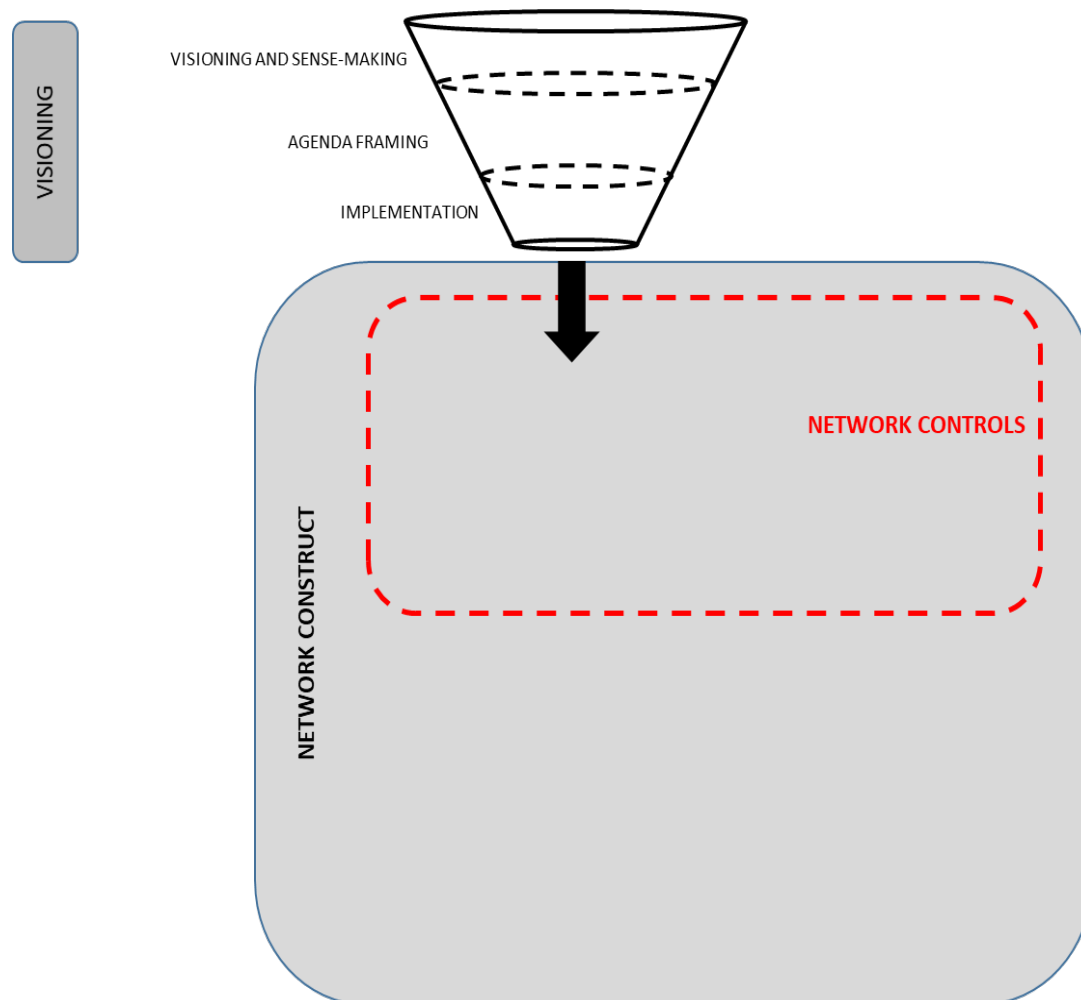 VISIONING
VISIONING AND SENSE-MAKING
AGENDA FRAMING
IMPLEMENTATION
NETWORK CONTROLS
NETWORK CONSTRUCT